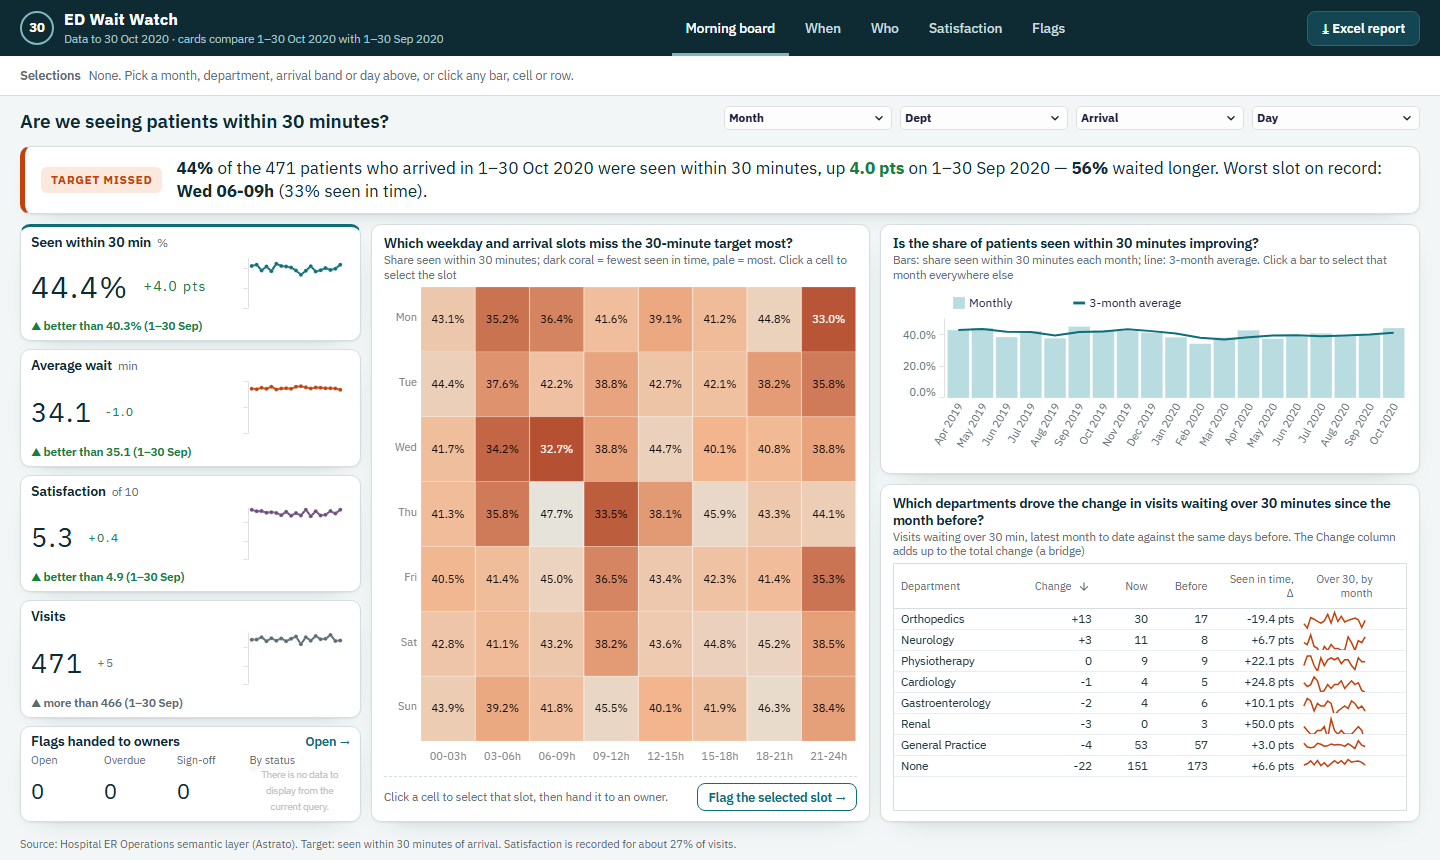 30
ED Wait Watch
Data to 30 Oct 2020 · cards compare 1–30 Oct 2020 with 1–30 Sep 2020
Morning board
When
Who
Satisfaction
Flags
Excel report
Selections None. Pick a month, department, arrival band or day above, or click any bar, cell or row.
Are we seeing patients within 30 minutes?
Month
Dept
Arrival
Day
TARGET MISSED
44% of the 471 patients who arrived in 1–30 Oct 2020 were seen within 30 minutes, up 4.0 pts on 1–30 Sep 2020 — 56% waited longer. Worst slot on record:
Wed 06-09h (33% seen in time).
Seen within 30 min %
44.4% +4.0 pts
▲ better than 40.3% (1–30 Sep)
Average wait min
34.1 -1.0
▲ better than 35.1 (1–30 Sep)
Satisfaction of 10
5.3 +0.4
▲ better than 4.9 (1–30 Sep)
Visits
471 +5
▲ more than 466 (1–30 Sep)
Flags handed to owners
Open →
Open Overdue Sign-off By status
0 0 0
There is no data to
display from the
current query.
Which weekday and arrival slots miss the 30-minute target most?
Share seen within 30 minutes; dark coral = fewest seen in time, pale = most. Click a cell to
select the slot
Mon 43.1% 35.2% 36.4% 41.6% 39.1% 41.2% 44.8% 33.0%
Tue 44.4% 37.6% 42.2% 38.8% 42.7% 42.1% 38.2% 35.8%
Wed 41.7% 34.2% 32.7% 38.8% 44.7% 40.1% 40.8% 38.8%
Thu 41.3% 35.8% 47.7% 33.5% 38.1% 45.9% 43.3% 44.1%
Fri 40.5% 41.4% 45.0% 36.5% 43.4% 42.3% 41.4% 35.3%
Sat 42.8% 41.1% 43.2% 38.2% 43.6% 44.8% 45.2% 38.5%
Sun 43.9% 39.2% 41.8% 45.5% 40.1% 41.9% 46.3% 38.4%
00-03h 03-06h 06-09h 09-12h 12-15h 15-18h 18-21h 21-24h
Click a cell to select that slot, then hand it to an owner.
Flag the selected slot →
Is the share of patients seen within 30 minutes improving?
Bars: share seen within 30 minutes each month; line: 3-month average. Click a bar to select that
month everywhere else
Monthly
3-month average
40.0%
20.0%
0.0%
Apr 2019 May 2019 Jun 2019 Jul 2019 Aug 2019 Sep 2019 Oct 2019 Nov 2019 Dec 2019 Jan 2020 Feb 2020 Mar 2020 Apr 2020 May 2020 Jun 2020 Jul 2020 Aug 2020 Sep 2020 Oct 2020
Which departments drove the change in visits waiting over 30 minutes since the
month before?
Visits waiting over 30 min, latest month to date against the same days before. The Change column
adds up to the total change (a bridge)
Department Change ↓ Now Before Seen in time, Δ Over 30, by month
Orthopedics +13 30 17 -19.4 pts
Neurology +3 11 8 +6.7 pts
Physiotherapy 0 9 9 +22.1 pts
Cardiology -1 4 5 +24.8 pts
Gastroenterology -2 4 6 +10.1 pts
Renal -3 0 3 +50.0 pts
General Practice -4 53 57 +3.0 pts
None -22 151 173 +6.6 pts
Source: Hospital ER Operations semantic layer (Astrato). Target: seen within 30 minutes of arrival. Satisfaction is recorded for about 27% of visits.